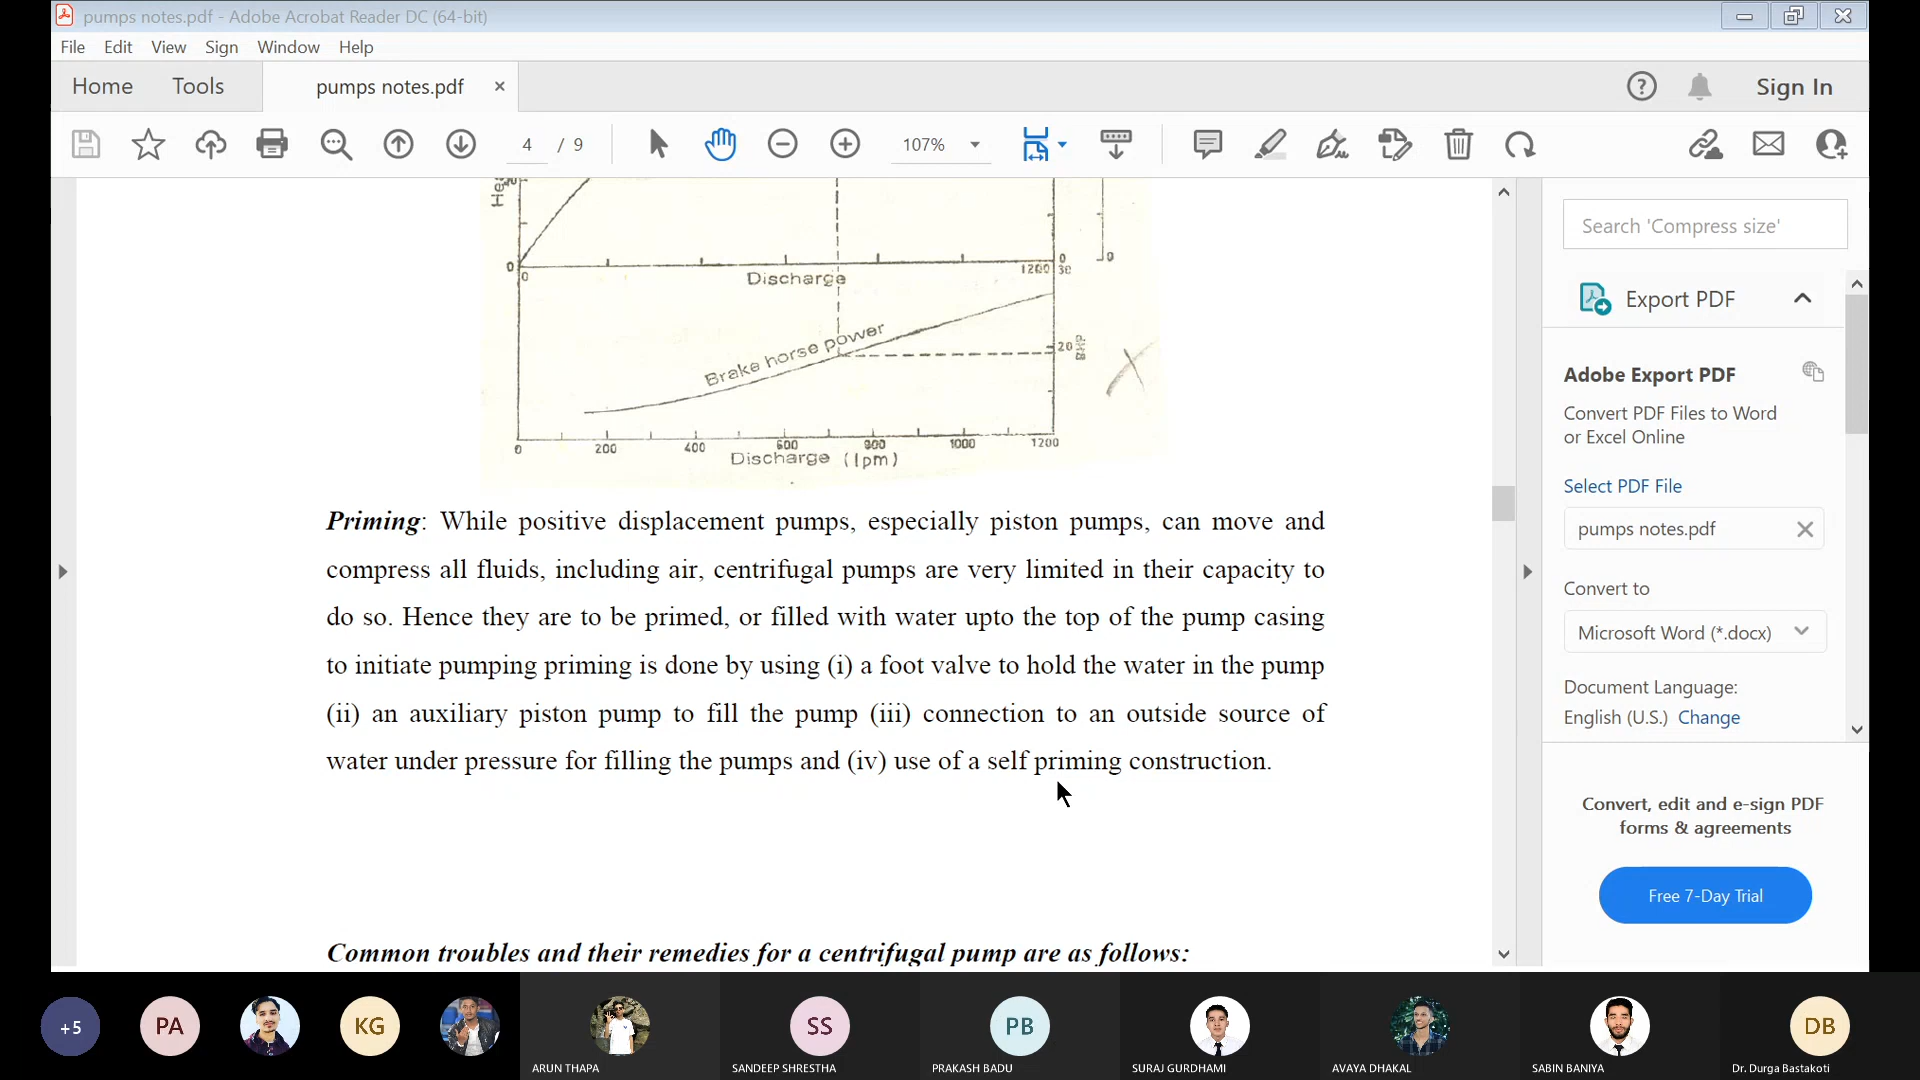 pumps notes.pdf - Adobe Acrobat Reader DC (64-bit)
File Edit View Sign Window Help
Home Tools pumps notes.pdf × Sign In
4 / 9 107%
0 0 Discharge 1200 30 0 0
Brake horse power
20 BHP
0 200 400 600 800 1000 1200
Discharge (lpm)
Priming: While positive displacement pumps, especially piston pumps, can move and
compress all fluids, including air, centrifugal pumps are very limited in their capacity to
do so. Hence they are to be primed, or filled with water upto the top of the pump casing
to initiate pumping priming is done by using (i) a foot valve to hold the water in the pump
(ii) an auxiliary piston pump to fill the pump (iii) connection to an outside source of
water under pressure for filling the pumps and (iv) use of a self priming construction.
Common troubles and their remedies for a centrifugal pump are as follows:
Search 'Compress size'
Export PDF
Adobe Export PDF
Convert PDF Files to Word
or Excel Online
Select PDF File
pumps notes.pdf
Convert to
Microsoft Word (*.docx)
Document Language:
English (U.S.) Change
Convert, edit and e-sign PDF
forms & agreements
Free 7-Day Trial
+5 PA KG SS PB DB
ARUN THAPA SANDEEP SHRESTHA PRAKASH BADU SURAJ GURDHAMI AVAYA DHAKAL SABIN BANIYA Dr. Durga Bastakoti